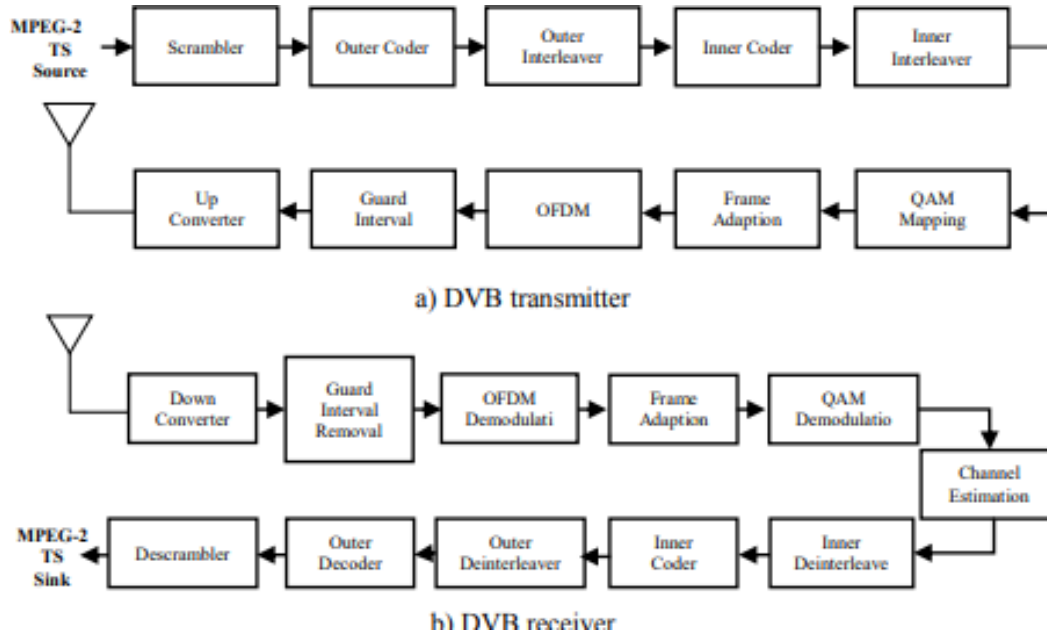 MPEG-2
TS
Source
Scrambler
Outer Coder
Outer
Interleaver
Inner Coder
Inner
Interleaver
Up
Converter
Guard
Interval
OFDM
Frame
Adaption
QAM
Mapping
a) DVB transmitter
Down
Converter
Guard
Interval
Removal
OFDM
Demodulati
Frame
Adaption
QAM
Demodulatio
Channel
Estimation
MPEG-2
TS
Sink
Descrambler
Outer
Decoder
Outer
Deinterleaver
Inner
Coder
Inner
Deinterleave
b) DVB receiver